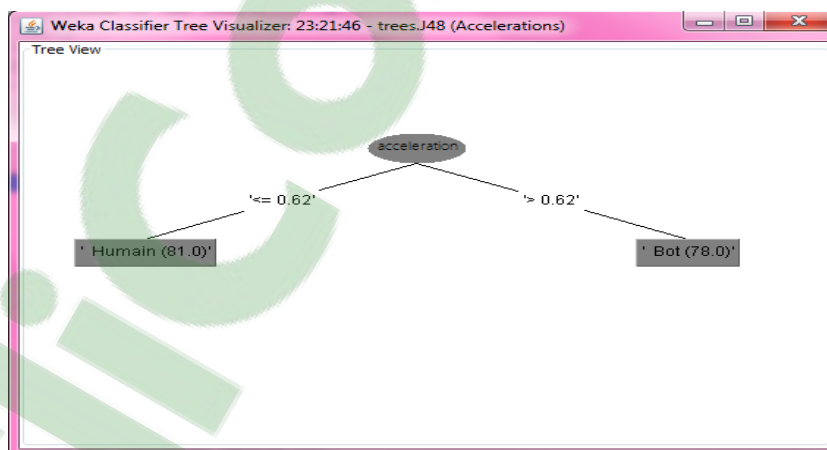 Weka Classifier Tree Visualizer: 23:21:46 - trees.J48 (Accelerations)
Tree View
acceleration
'<= 0.62' '> 0.62'
' Humain (81.0)' ' Bot (78.0)'